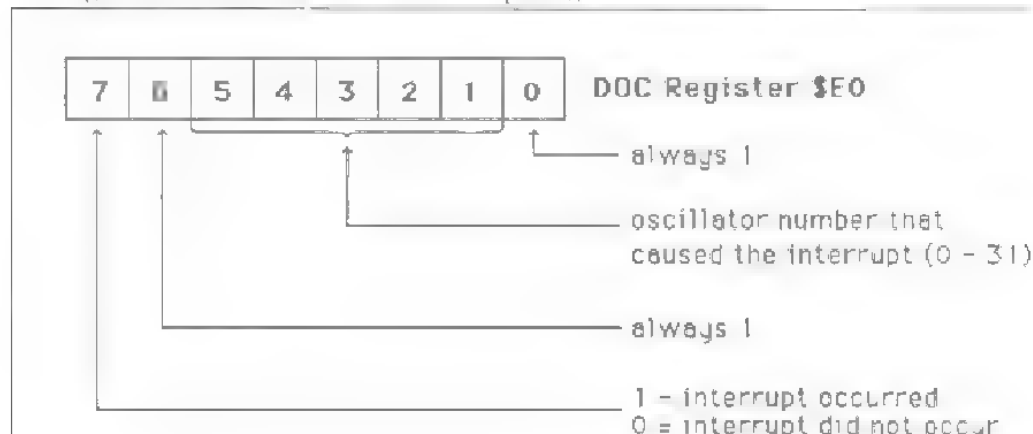 7 6 5 4 3 2 1 0 DOC Register $E0
always 1
oscillator number that
caused the interrupt (0 - 31)
always 1
1 - interrupt occurred
0 = interrupt did not occur